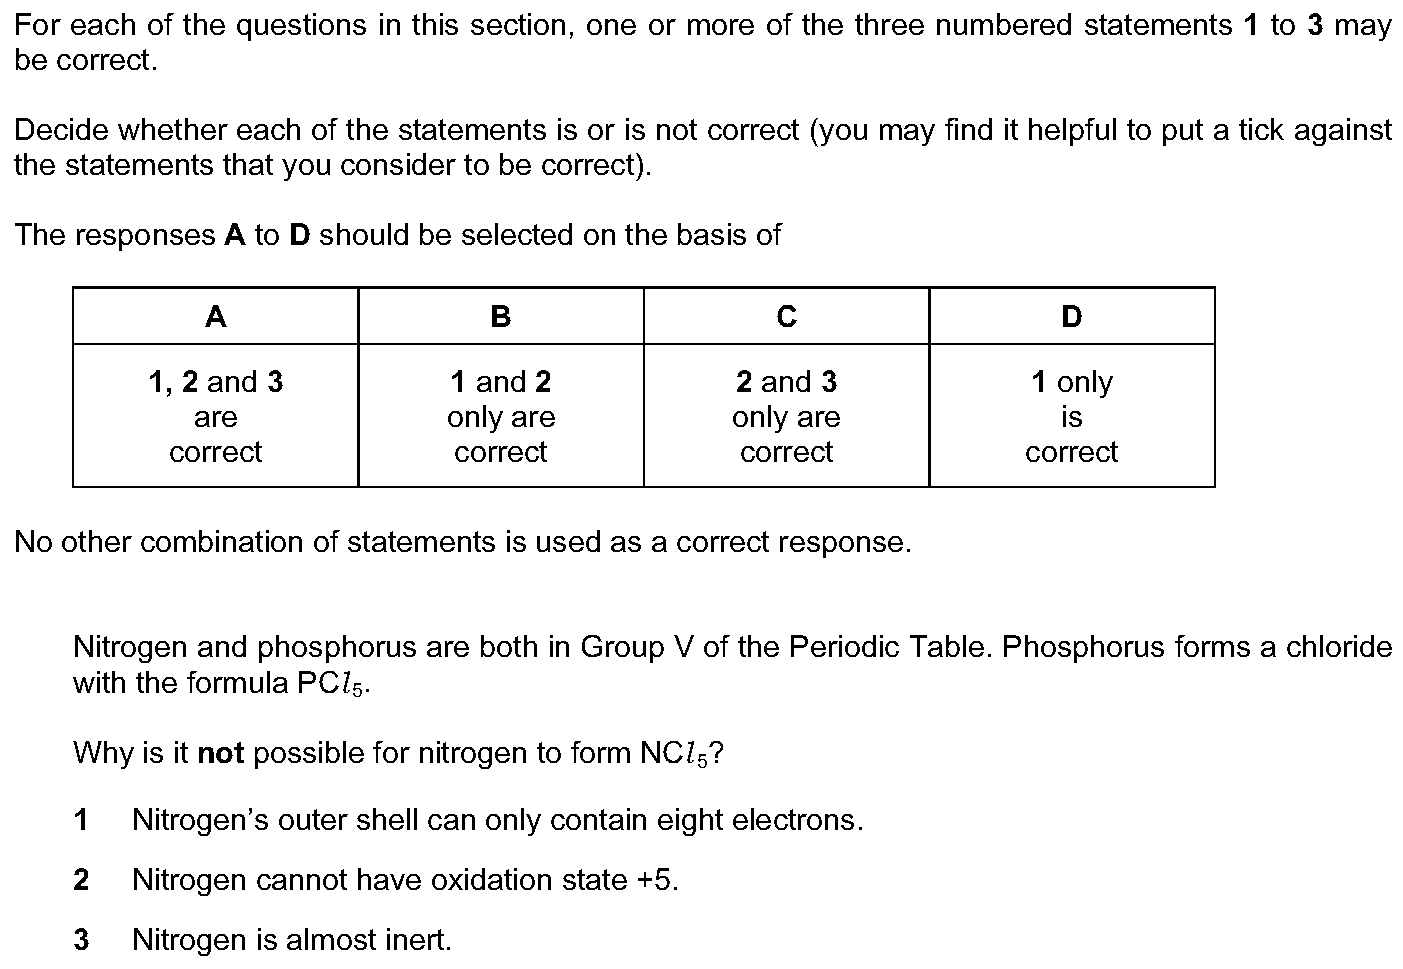 For each of the questions in this section, one or more of the three numbered statements 1 to 3 may
be correct.
Decide whether each of the statements is or is not correct (you may find it helpful to put a tick against
the statements that you consider to be correct).
The responses A to D should be selected on the basis of
A B C D
1, 2 and 3 1 and 2 2 and 3 1 only
are only are only are is
correct correct correct correct
No other combination of statements is used as a correct response.
Nitrogen and phosphorus are both in Group V of the Periodic Table. Phosphorus forms a chloride
with the formula PCl₅.
Why is it not possible for nitrogen to form NCl₅?
1 Nitrogen’s outer shell can only contain eight electrons.
2 Nitrogen cannot have oxidation state +5.
3 Nitrogen is almost inert.